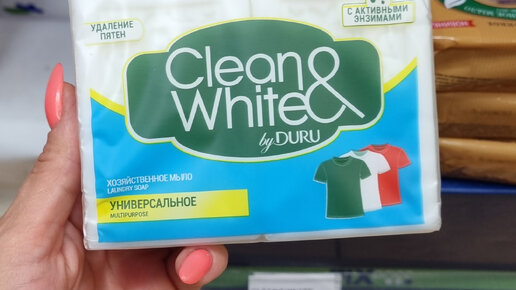 УДАЛЕНИЕ
ПЯТЕН
С АКТИВНЫМИ
ЭНЗИМАМИ
Clean &
White
by DURU
ХОЗЯЙСТВЕННОЕ МЫЛО
LAUNDRY SOAP
УНИВЕРСАЛЬНОЕ
MULTIPURPOSE